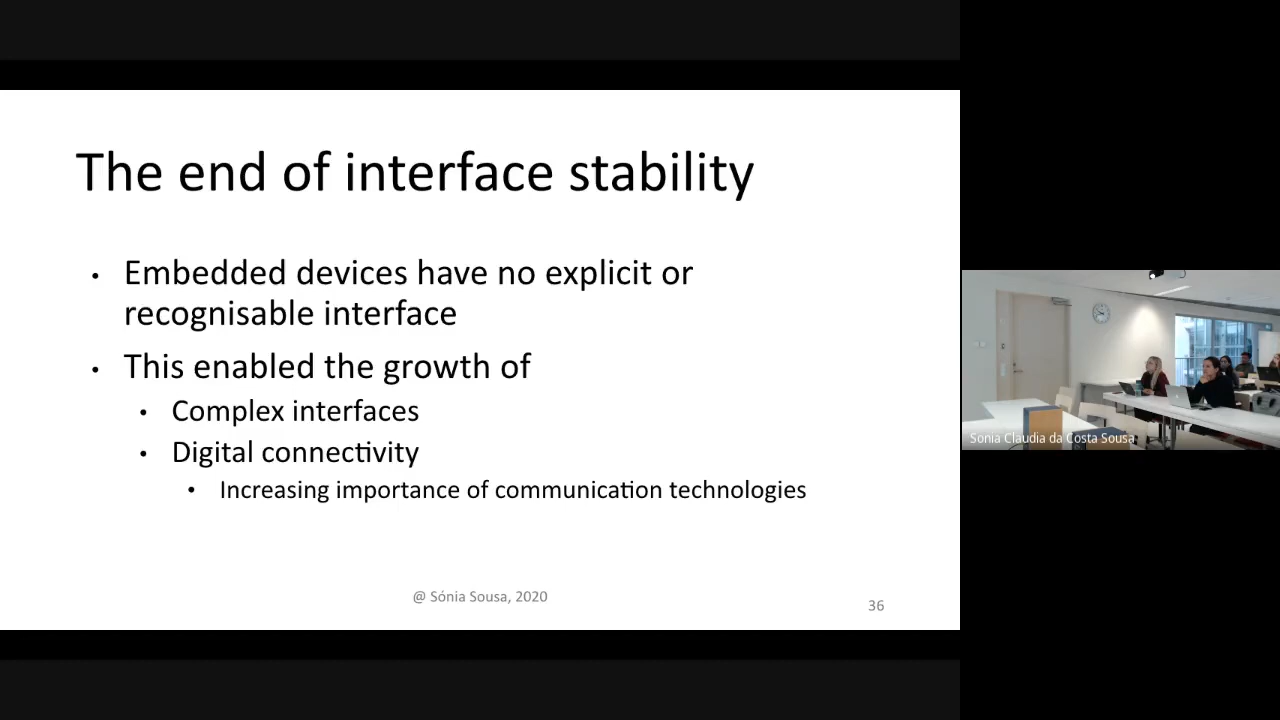 The end of interface stability
• Embedded devices have no explicit or
recognisable interface
• This enabled the growth of
• Complex interfaces
• Digital connectivity
• Increasing importance of communication technologies
@ Sónia Sousa, 2020
36
Sonia Claudia da Costa Sousa